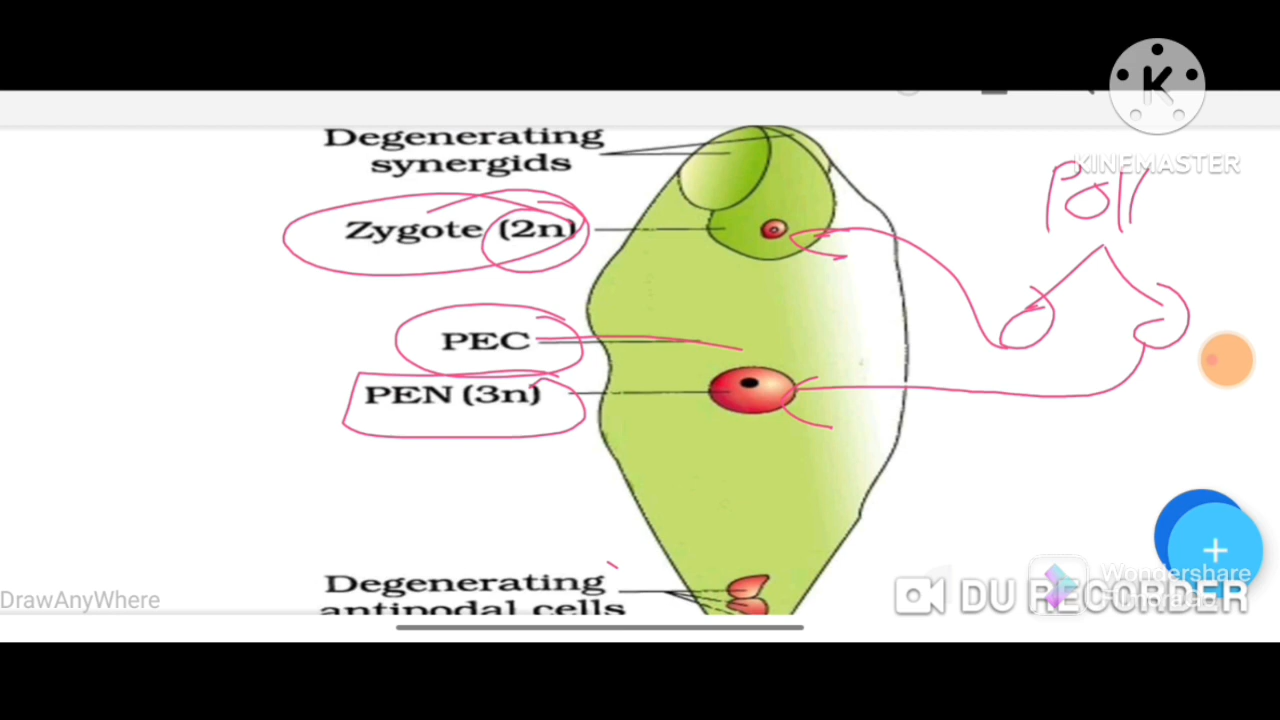 KINEMASTER
Degenerating
synergids
Zygote (2n)
PEC
PEN (3n)
Degenerating
antipodal cells
DrawAnyWhere
Wondershare
DU RECORDER